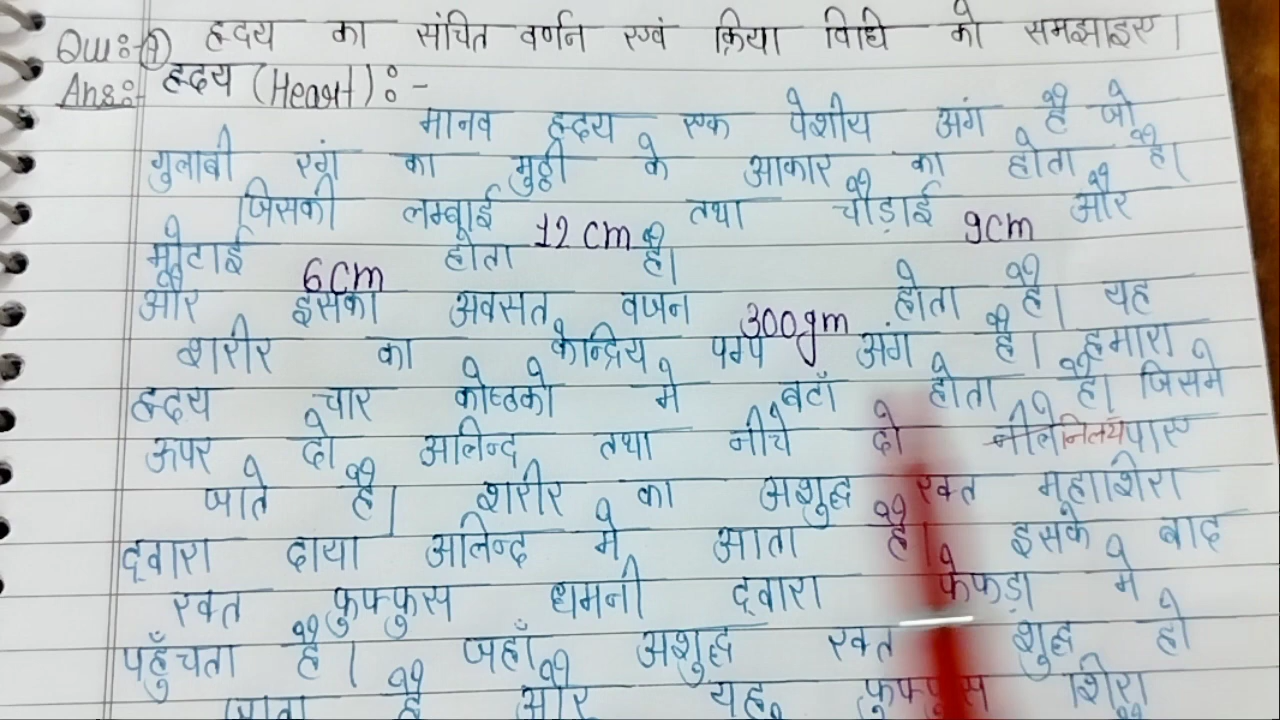 Que:-(7) हृदय का संचित वर्णन एवं क्रिया विधि को समझाइए।
Ans:- हृदय (Heart):-
मानव हृदय एक पेशीय अंग है जो
गुलाबी रंग का मुठ्ठी के आकार का होता है।
जिसकी लम्बाई 12 cm तथा चौड़ाई 9cm और
मोटाई 6cm होता है।
और इसका अवसत वजन 300gm होता है। यह
शरीर का केन्द्रिय पम्प अंग है। हमारा
हृदय चार कोष्ठको मे बटाँ होता है। जिसमे
ऊपर दो अलिन्द तथा नीचे दो निलय पाए
जाते है। शरीर का अशुद्ध रक्त महाशिरा
द्वारा दाया अलिन्द मे आता है। इसके बाद
रक्त फुफ्फुस धमनी द्वारा फेफड़ा मे
पहुँचता है। जहाँ अशुद्ध रक्त शुद्ध हो
जाता है और यह फुफ्फुस शिरा